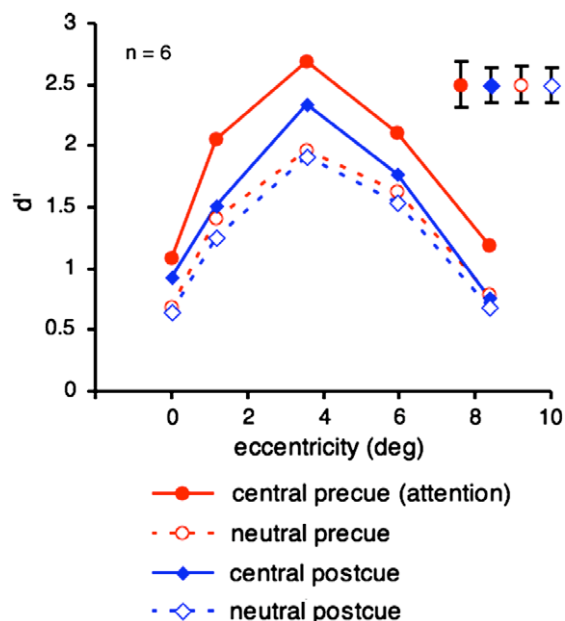 3
n = 6
2.5
2
d'
1.5
1
0.5
0
0 2 4 6 8 10
eccentricity (deg)
central precue (attention)
neutral precue
central postcue
neutral postcue